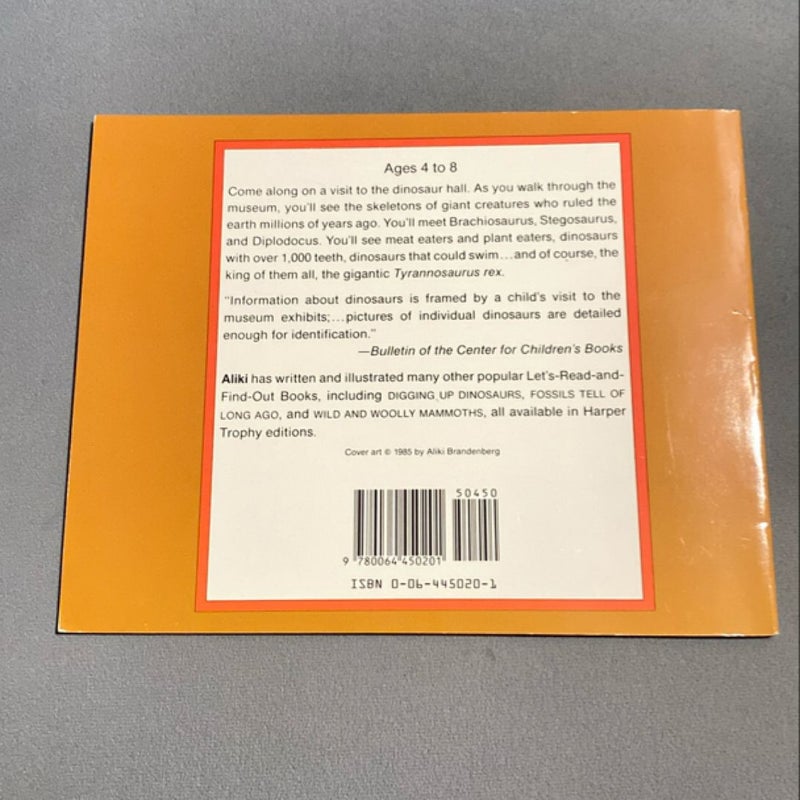 Ages 4 to 8
Come along on a visit to the dinosaur hall. As you walk through the
museum, you'll see the skeletons of giant creatures who ruled the
earth millions of years ago. You'll meet Brachiosaurus, Stegosaurus,
and Diplodocus. You'll see meat eaters and plant eaters, dinosaurs
with over 1,000 teeth, dinosaurs that could swim...and of course, the
king of them all, the gigantic Tyrannosaurus rex.
"Information about dinosaurs is framed by a child's visit to the
museum exhibits;...pictures of individual dinosaurs are detailed
enough for identification."
—Bulletin of the Center for Children's Books
Aliki has written and illustrated many other popular Let's-Read-and-
Find-Out Books, including DIGGING UP DINOSAURS, FOSSILS TELL OF
LONG AGO, and WILD AND WOOLLY MAMMOTHS, all available in Harper
Trophy editions.
Cover art © 1985 by Aliki Brandenberg
50450
9 780064 450201
ISBN 0-06-445020-1